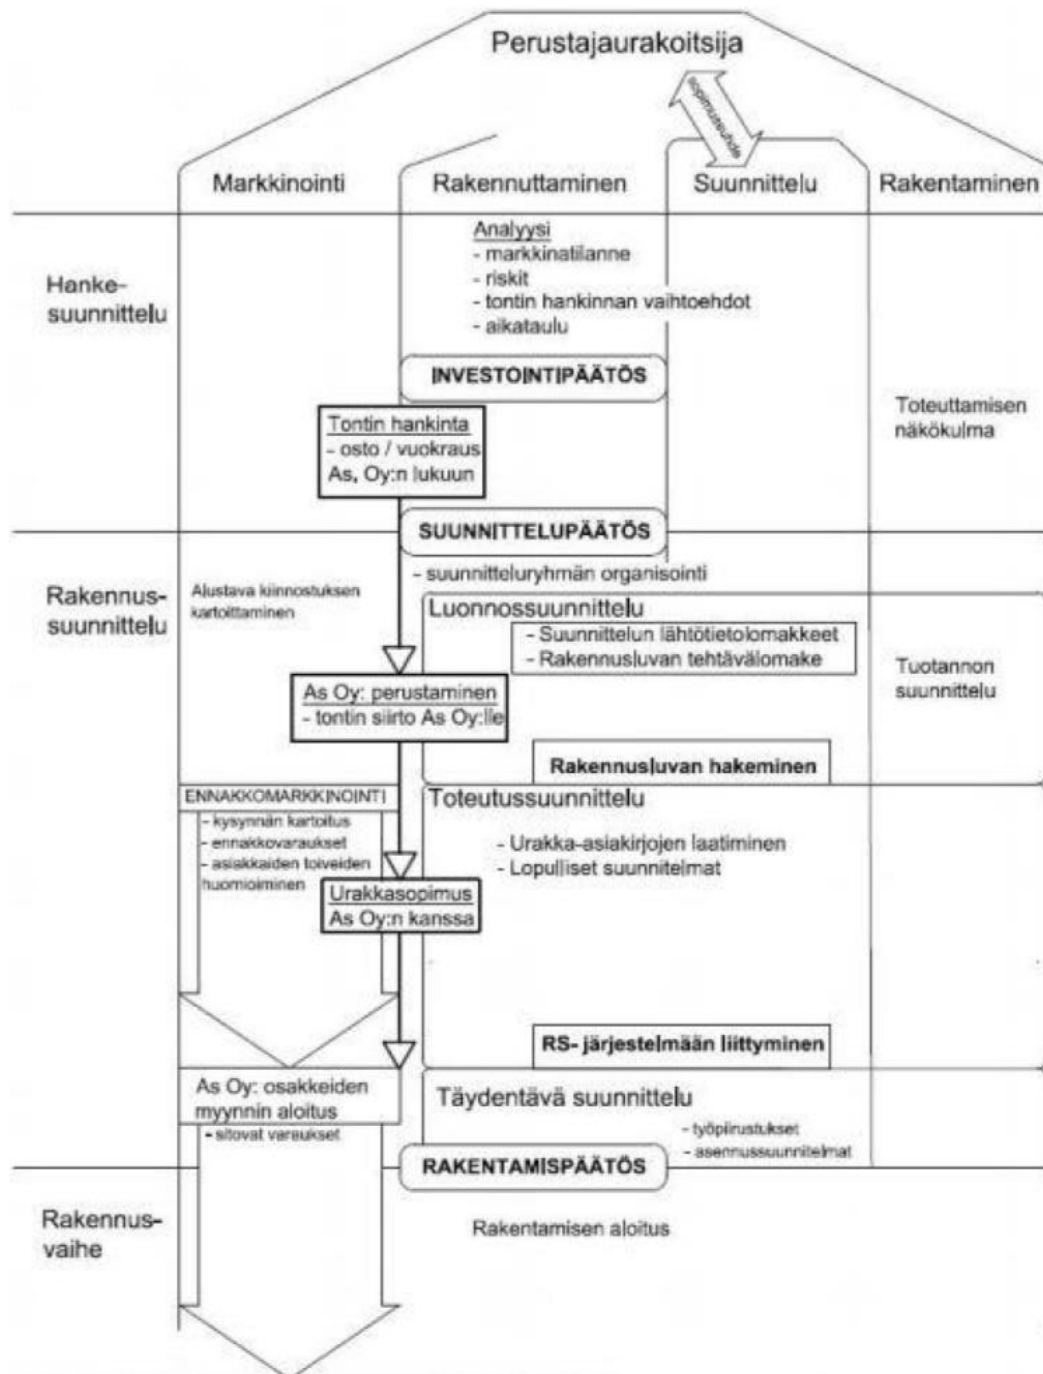 Perustajaurakoitsija
sopimussuhde
Markkinointi
Rakennuttaminen
Suunnittelu
Rakentaminen
Hanke-
suunnittelu
Analyysi
- markkinatilanne
- riskit
- tontin hankinnan vaihtoehdot
- aikataulu
INVESTOINTIPÄÄTÖS
Toteuttamisen
näkökulma
Tontin hankinta
- osto / vuokraus
As, Oy:n lukuun
SUUNNITTELUPÄÄTÖS
- suunnitteluryhmän organisointi
Rakennus-
suunnittelu
Alustava kiinnostuksen
kartoittaminen
Luonnossuunnittelu
- Suunnittelun lähtötietolomakkeet
- Rakennusluvan tehtävälomake
Tuotannon
suunnittelu
As Oy: perustaminen
- tontin siirto As Oy:lle
Rakennusluvan hakeminen
ENNAKKOMARKKINOINTI
- kysynnän kartoitus
- ennakkovaraukset
- asiakkaiden toiveiden
huomioiminen
Toteutussuunnittelu
- Urakka-asiakirjojen laatiminen
- Lopulliset suunnitelmat
Urakkasopimus
As Oy:n kanssa
RS- järjestelmään liittyminen
As Oy: osakkeiden
myynnin aloitus
- sitovat varaukset
Täydentävä suunnittelu
- työpiirustukset
- asennussuunnitelmat
RAKENTAMISPÄÄTÖS
Rakennus-
vaihe
Rakentamisen aloitus